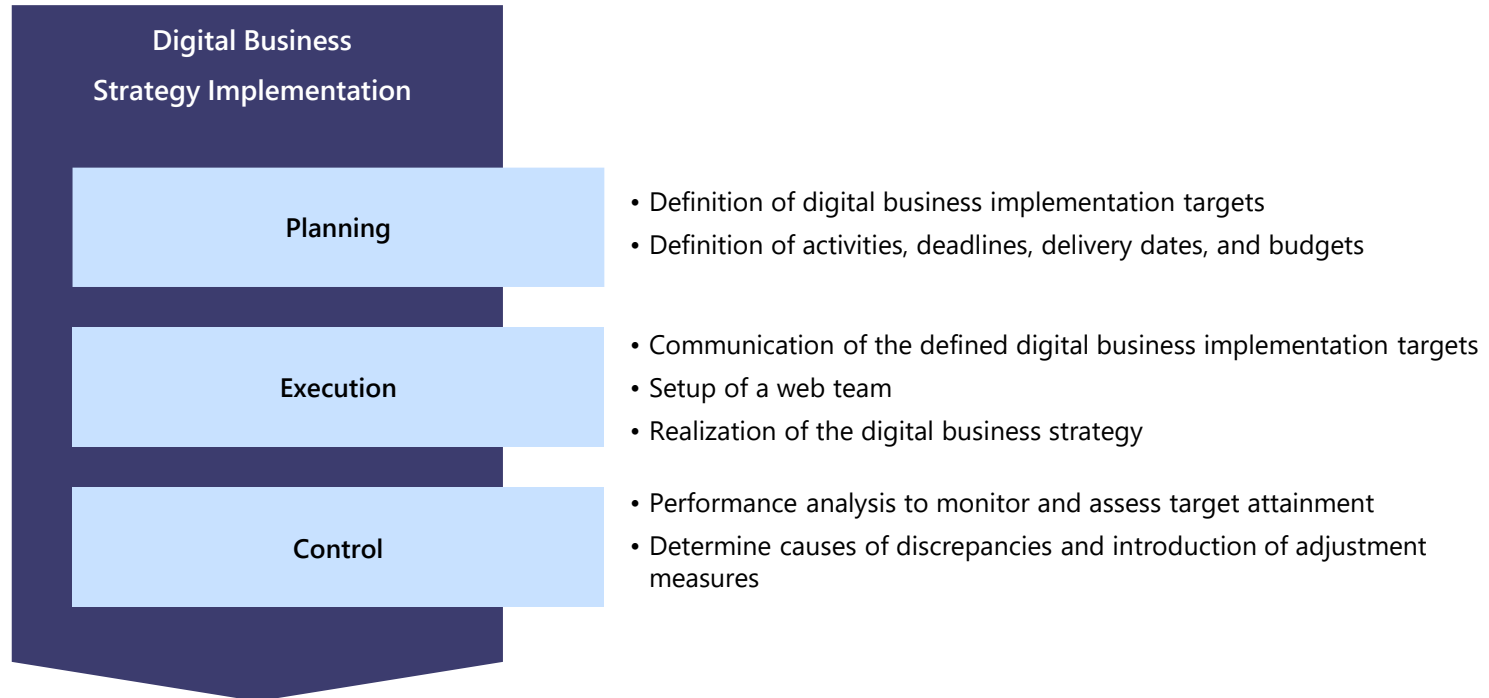 Digital Business
Strategy Implementation
Planning
• Definition of digital business implementation targets
• Definition of activities, deadlines, delivery dates, and budgets
Execution
• Communication of the defined digital business implementation targets
• Setup of a web team
• Realization of the digital business strategy
Control
• Performance analysis to monitor and assess target attainment
• Determine causes of discrepancies and introduction of adjustment
measures